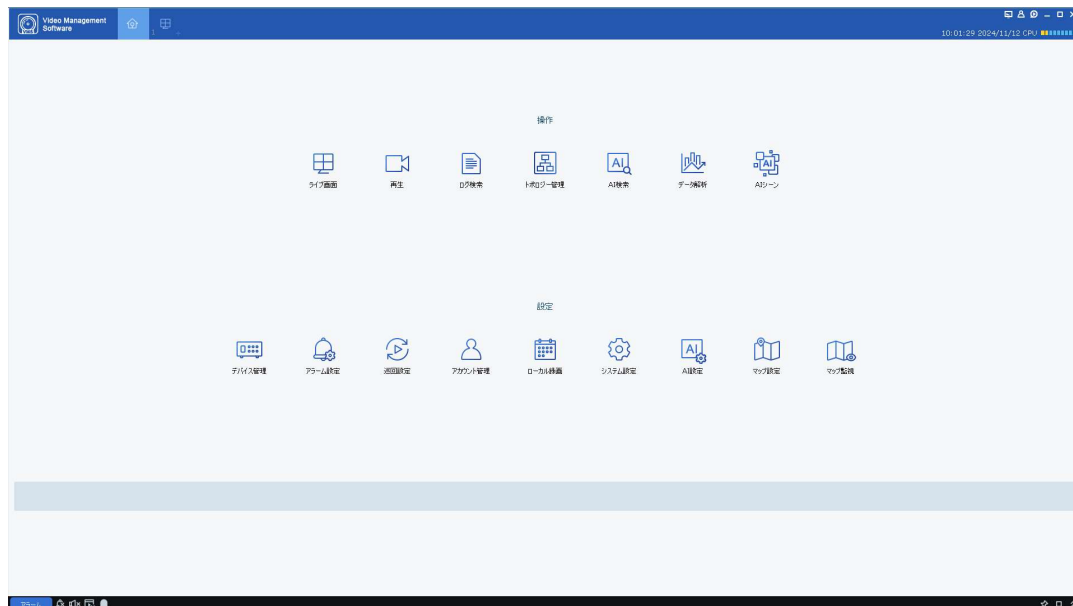 Video Management
Software
10:01:29 2024/11/12 CPU
操作
ライブ画面
再生
ログ検索
トポロジー管理
AI検索
データ解析
AIシーン
設定
デバイス管理
アラーム設定
巡回設定
アカウント管理
ローカル録画
システム設定
AI設定
マップ設定
マップ監視
アラーム